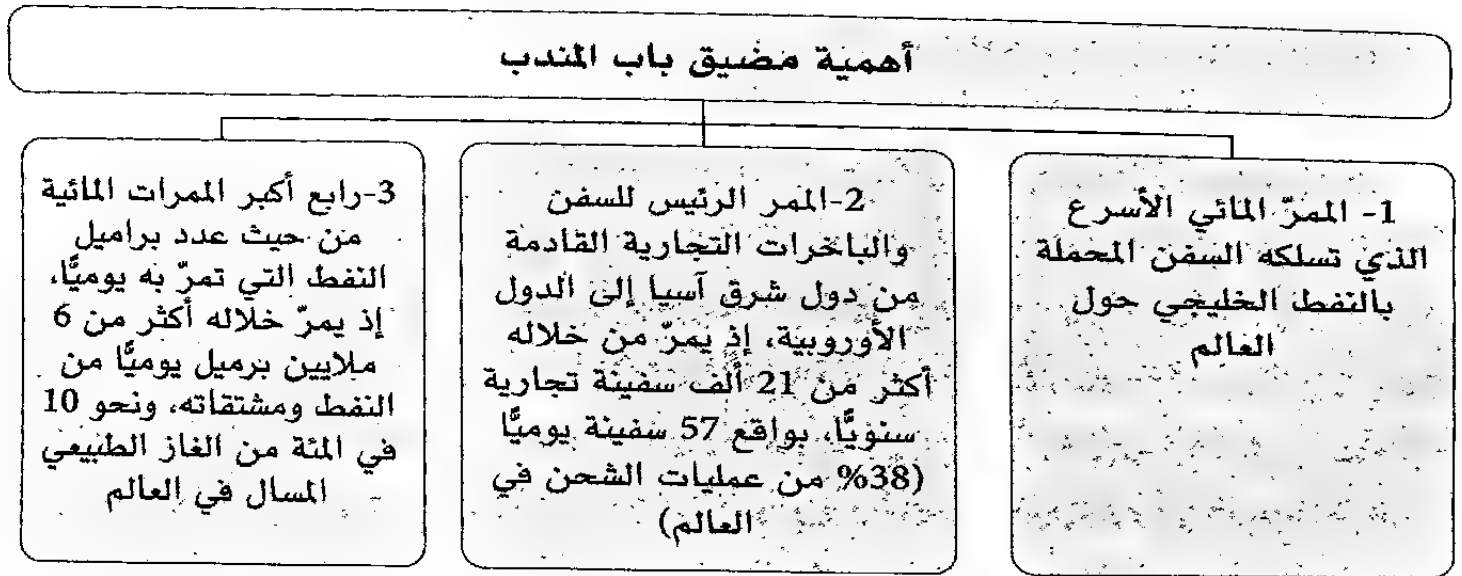 أهمية مضيق باب المندب
1- الممرّ المائي الأسرع
الذي تسلكه السفن المحملة
بالنفط الخليجي حول
العالم
2-الممر الرئيس للسفن
والباخرات التجارية القادمة
من دول شرق آسيا إلى الدول
الأوروبية، إذ يمرّ من خلاله
أكثر من 21 ألف سفينة تجارية
سنويًّا، بواقع 57 سفينة يوميًّا
(38% من عمليات الشحن في
العالم)
3-رابع أكبر الممرات المائية
من حيث عدد براميل
النفط التي تمرّ به يوميًّا،
إذ يمرّ خلاله أكثر من 6
ملايين برميل يوميًّا من
النفط ومشتقاته، ونحو 10
في المئة من الغاز الطبيعي
المسال في العالم